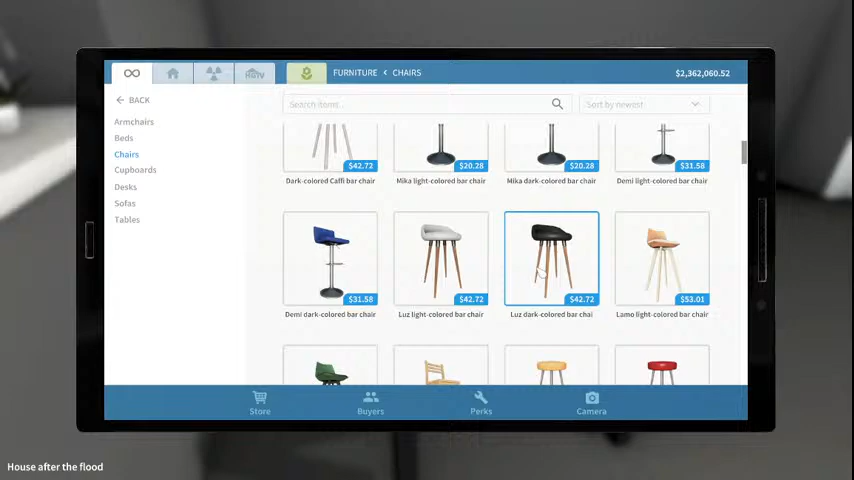 HGTV
FURNITURE < CHAIRS
$2,362,060.52
BACK
Search items...
Sort by newest
Armchairs
Beds
Chairs
Cupboards
Desks
Sofas
Tables
$42.72
$20.28
$20.28
$31.58
Dark-colored Caffi bar chair
Mika light-colored bar chair
Mika dark-colored bar chair
Demi light-colored bar chair
$31.58
$42.72
$42.72
$53.01
Demi dark-colored bar chair
Luz light-colored bar chair
Luz dark-colored bar chai
Lamo light-colored bar chair
Store
Buyers
Perks
Camera
House after the flood